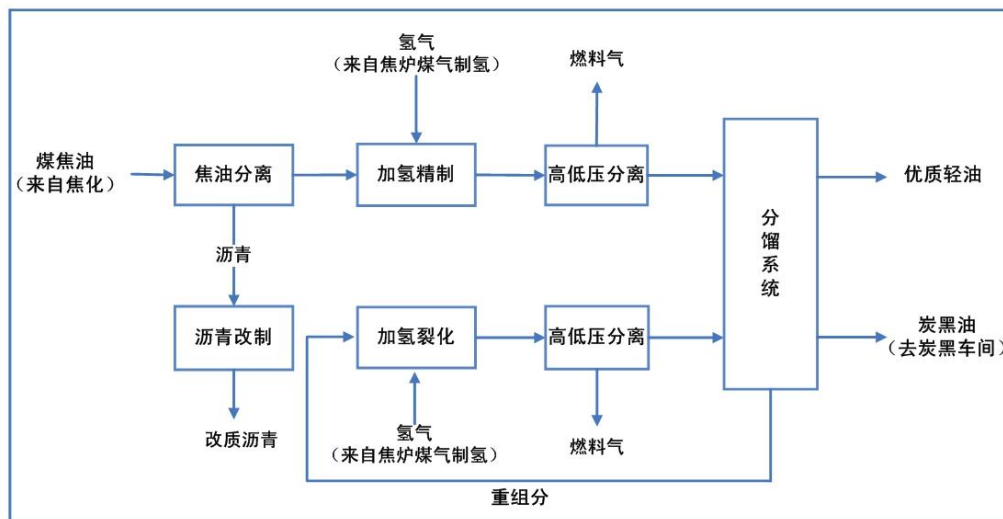 氢气
（来自焦炉煤气制氢）
燃料气
煤焦油
（来自焦化）
焦油分离
加氢精制
高低压分离
分馏系统
优质轻油
沥青
沥青改制
加氢裂化
高低压分离
炭黑油
（去炭黑车间）
改质沥青
氢气
（来自焦炉煤气制氢）
燃料气
重组分